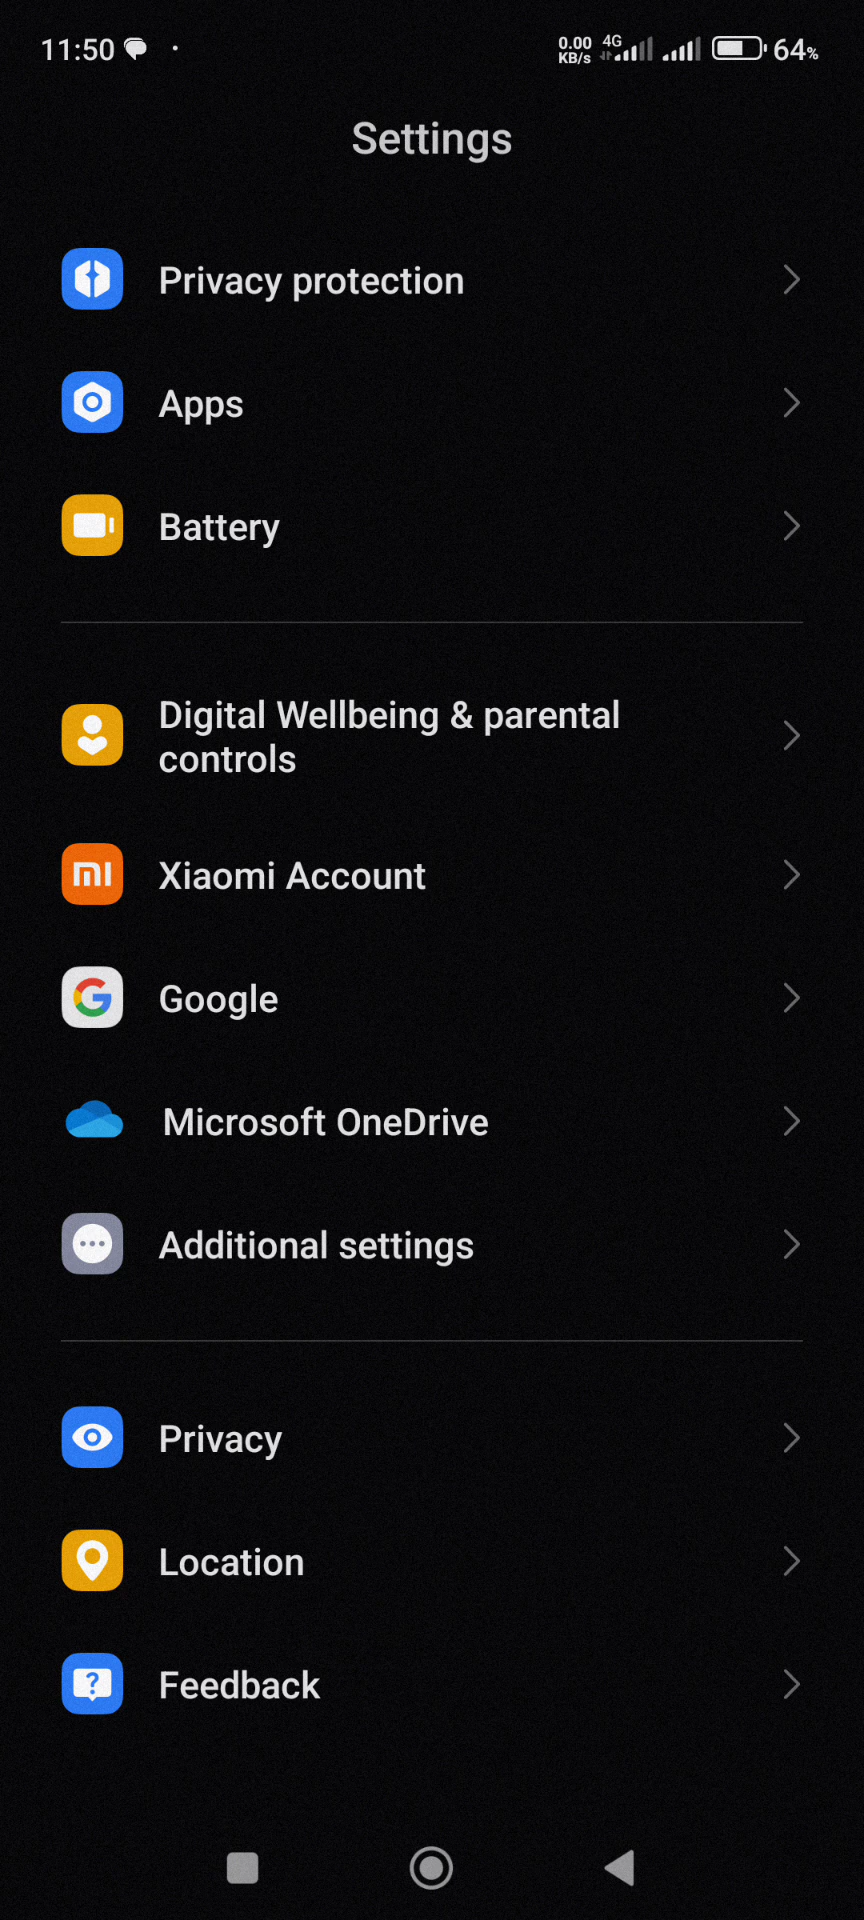 11:50
0.00 KB/s 4G 64%
Settings
Privacy protection
Apps
Battery
Digital Wellbeing & parental
controls
Xiaomi Account
Google
Microsoft OneDrive
Additional settings
Privacy
Location
Feedback